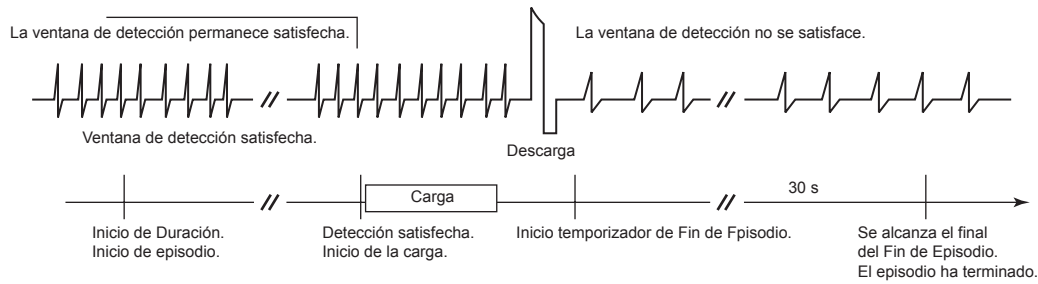 La ventana de detección permanece satisfecha.
La ventana de detección no se satisface.
Ventana de detección satisfecha.
Descarga
Carga
30 s
Inicio de Duración.
Inicio de episodio.
Detección satisfecha.
Inicio de la carga.
Inicio temporizador de Fin de Fpisodio.
Se alcanza el final
del Fin de Episodio.
El episodio ha terminado.